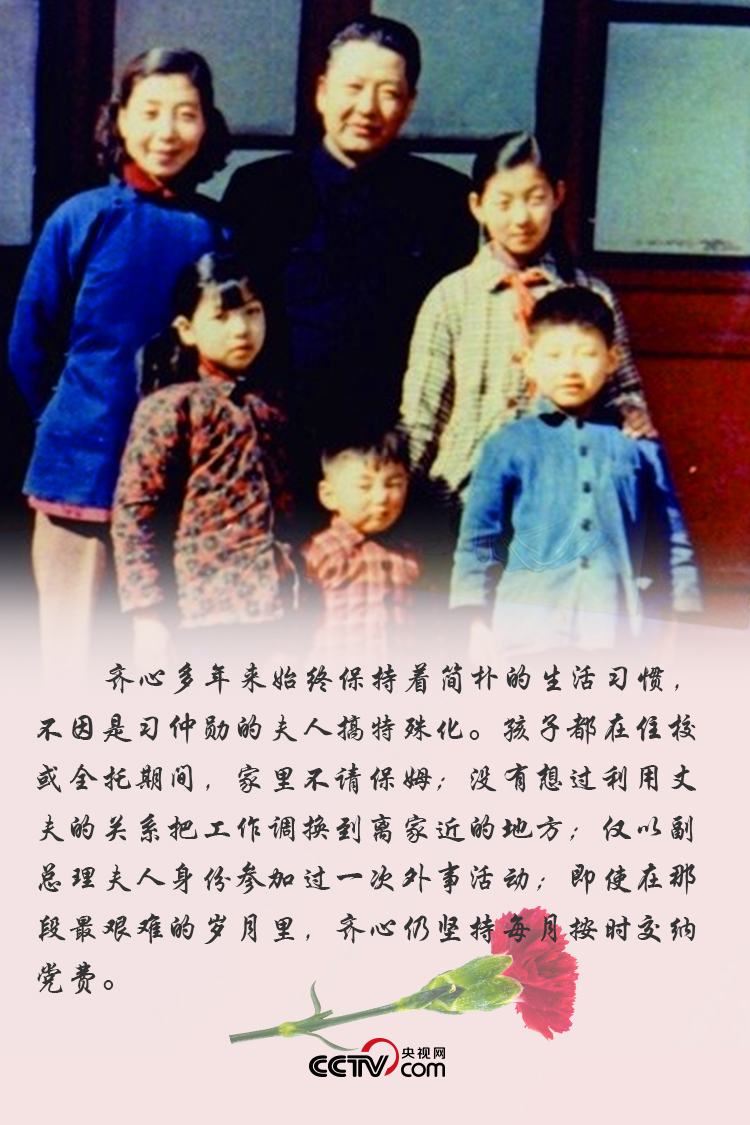 齐心多年来始终保持着简朴的生活习惯，
不因是习仲勋的夫人搞特殊化。孩子都在住校
或全托期间，家里不请保姆；没有想过利用丈
夫的关系把工作调换到离家近的地方；仅以副
总理夫人身份参加过一次外事活动；即使在那
段最艰难的岁月里，齐心仍坚持每月按时交纳
党费。
CCTV.com 央视网